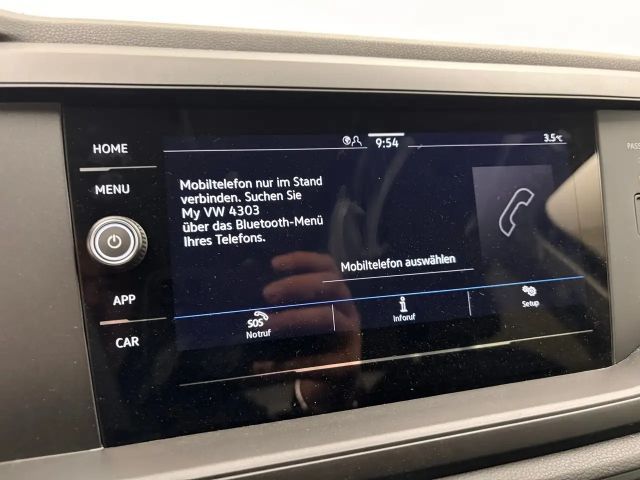 HOME
9:54
3.5°C
PASS
MENU
Mobiltelefon nur im Stand
verbinden. Suchen Sie
My VW 4303
über das Bluetooth-Menü
Ihres Telefons.
Mobiltelefon auswählen
APP
SOS
Notruf
i
Inforuf
Setup
CAR